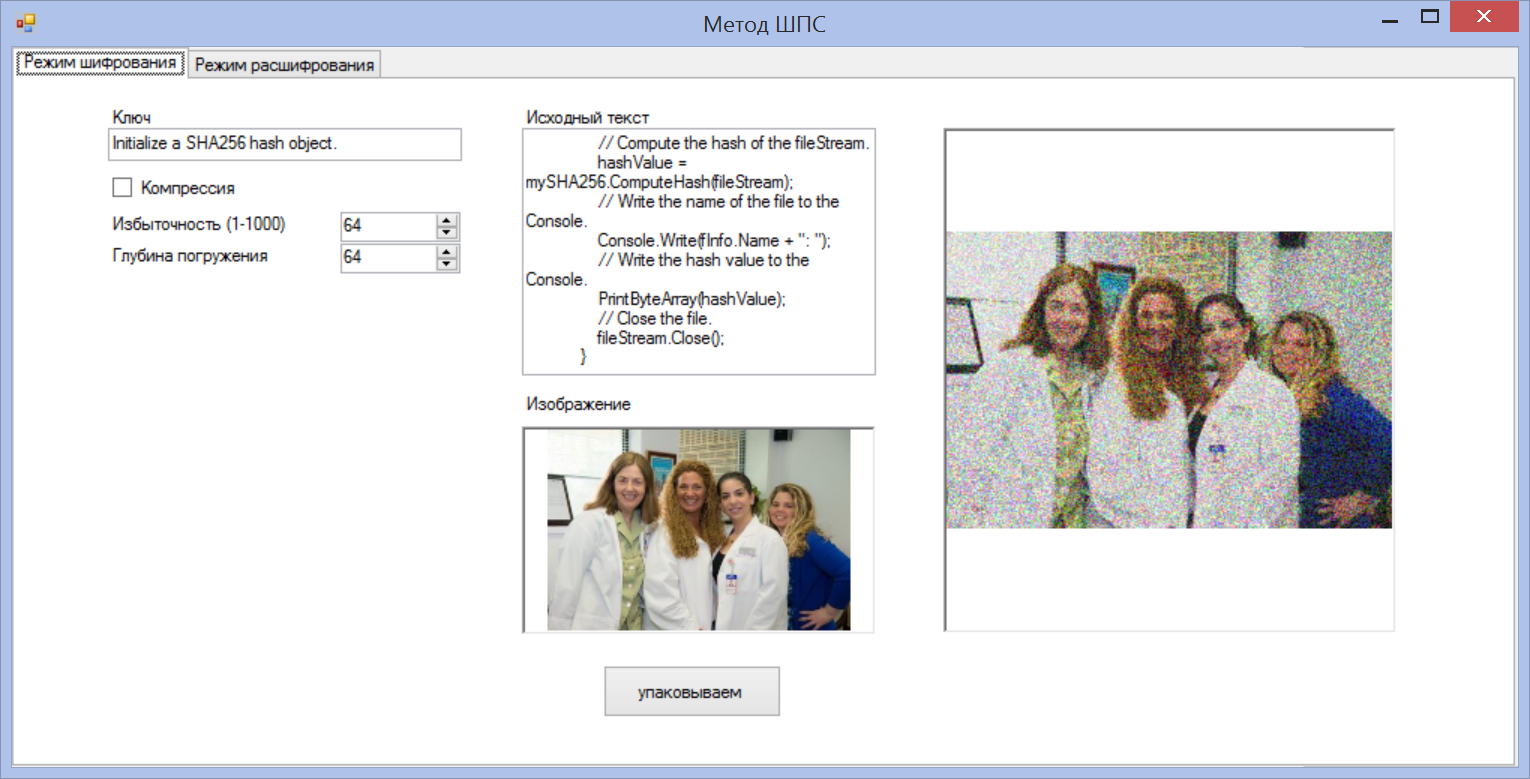 Метод ШПС
Режим шифрования
Режим расшифрования
Ключ
Initialize a SHA256 hash object.
Компрессия
Избыточность (1-1000)
64
Глубина погружения
64
Исходный текст
// Compute the hash of the fileStream.
hashValue =
mySHA256.ComputeHash(fileStream);
// Write the name of the file to the
Console.
Console.Write(fInfo.Name + ": ");
// Write the hash value to the
Console.
PrintByteArray(hashValue);
// Close the file.
fileStream.Close();
}
Изображение
упаковываем